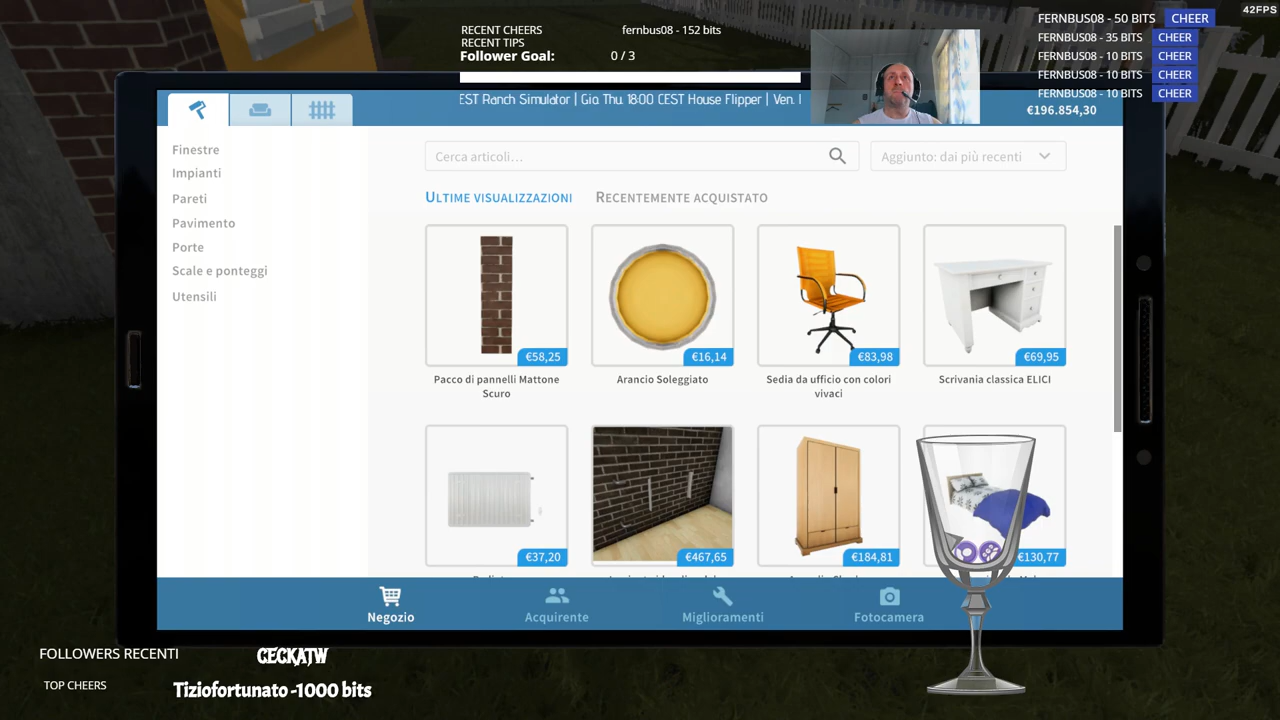 42FPS
RECENT CHEERS fernbus08 - 152 bits
RECENT TIPS
Follower Goal: 0 / 3
EST Ranch Simulator | Gio. Thu. 18:00 CEST House Flipper | Ven.
FERNBUS08 - 50 BITS CHEER
FERNBUS08 - 35 BITS CHEER
FERNBUS08 - 10 BITS CHEER
FERNBUS08 - 10 BITS CHEER
FERNBUS08 - 10 BITS CHEER
€196.854,30
Finestre
Impianti
Pareti
Pavimento
Porte
Scale e ponteggi
Utensili
Cerca articoli...
Aggiunto: dai più recenti
ULTIME VISUALIZZAZIONI
RECENTEMENTE ACQUISTATO
€58,25
Pacco di pannelli Mattone
Scuro
€16,14
Arancio Soleggiato
€83,98
Sedia da ufficio con colori
vivaci
€69,95
Scrivania classica ELICI
€37,20
€467,65
€184,81
€130,77
Negozio
Acquirente
Miglioramenti
Fotocamera
FOLLOWERS RECENTI CECKATW
TOP CHEERS Tiziofortunato -1000 bits